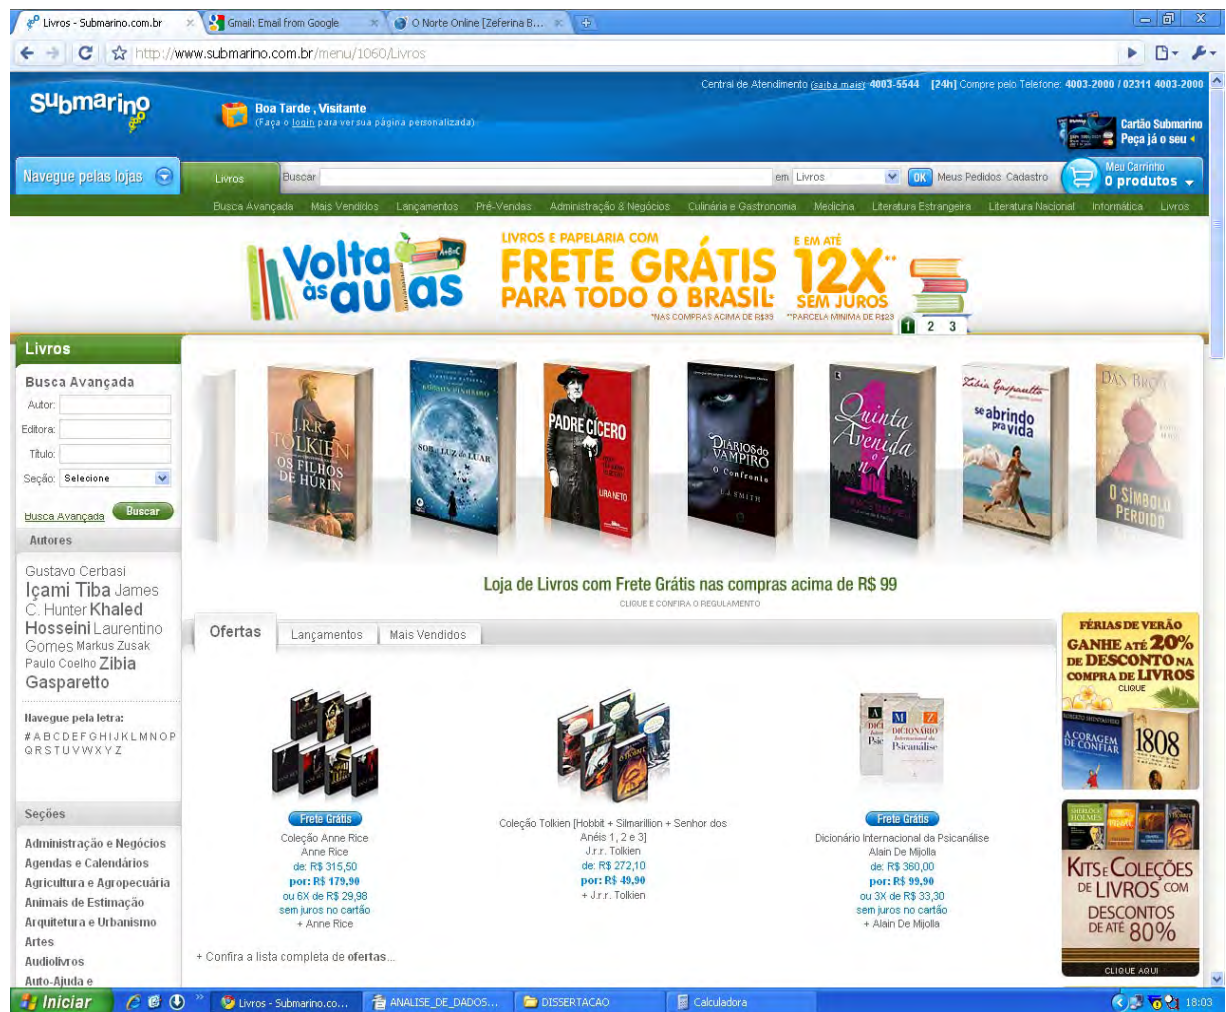 Livros - Submarino.com.br
Gmail: Email from Google
O Norte Online [Zeferina B...
http://www.submarino.com.br/menu/1060/Livros
Central de Atendimento (saiba mais): 4003-5544 [24h] Compre pelo Telefone: 4003-2000 / 02311 4003-2000
submarino
Boa Tarde , Visitante
(Faça o login para ver sua página personalizada)
Cartão Submarino
Peça já o seu
Navegue pelas lojas
Livros
Buscar
em
Livros
OK
Meus Pedidos
Cadastro
Meu Carrinho
0 produtos
Busca Avançada Mais Vendidos Lançamentos Pré-Vendas Administração & Negócios Culinária e Gastronomia Medicina Literatura Estrangeira Literatura Nacional Informática Livros
Volta às aulas
A+B=C
LIVROS E PAPELARIA COM
FRETE GRÁTIS
PARA TODO O BRASIL*
*NAS COMPRAS ACIMA DE R$99
E EM ATÉ
12X**
SEM JUROS
**PARCELA MINIMA DE R$29
1 2 3
Livros
Busca Avançada
Autor:
Editora:
Título:
Seção: Selecione
Busca Avançada
Buscar
J.R.R. TOLKIEN
OS FILHOS DE HÚRIN
ROBSON PINHEIRO
SOB A LUZ DO LUAR
PADRE CÍCERO
LIRA NETO
DIÁRIOS do VAMPIRO
O Confronto
L.J. SMITH
Quinta Avenida nº1
Zibia Gasparetto
se abrindo pra vida
DAN BROWN
O SÍMBOLO PERDIDO
Autores
Gustavo Cerbasi
Içami Tiba James
C. Hunter Khaled
Hosseini Laurentino
Gomes Markus Zusak
Paulo Coelho Zibia
Gasparetto
Navegue pela letra:
# A B C D E F G H I J K L M N O P
Q R S T U V W X Y Z
Seções
Administração e Negócios
Agendas e Calendários
Agricultura e Agropecuária
Animais de Estimação
Arquitetura e Urbanismo
Artes
Audiolivros
Auto-Ajuda e
Loja de Livros com Frete Grátis nas compras acima de R$ 99
CLIQUE E CONFIRA O REGULAMENTO
Ofertas
Lançamentos
Mais Vendidos
Frete Grátis
Coleção Anne Rice
Anne Rice
de: R$ 315,50
por: R$ 179,90
ou 6X de R$ 29,98
sem juros no cartão
+ Anne Rice
Coleção Tolkien [Hobbit + Silmarillion + Senhor dos
Anéis 1, 2 e 3]
J.r.r. Tolkien
de: R$ 272,10
por: R$ 49,90
+ J.r.r. Tolkien
A M Z
DICIONÁRIO
Internacional da
Psicanálise
Frete Grátis
Dicionário Internacional da Psicanálise
Alain De Mijolla
de: R$ 360,00
por: R$ 99,90
ou 3X de R$ 33,30
sem juros no cartão
+ Alain De Mijolla
+ Confira a lista completa de ofertas...
FÉRIAS DE VERÃO
GANHE ATÉ 20%
DE DESCONTO NA
COMPRA DE LIVROS
CLIQUE
A CORAGEM
DE CONFIAR
1808
SHERLOCK
HOLMES
KITS E COLEÇÕES
DE LIVROS COM
DESCONTOS
DE ATÉ 80%
CLIQUE AQUI
Iniciar
Livros - Submarino.co...
ANALISE_DE_DADOS...
DISSERTACAO
Calculadora
18:03